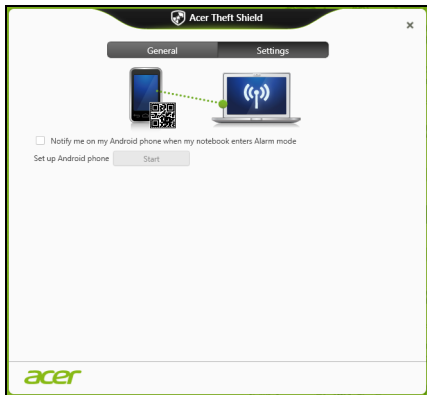 Acer Theft Shield
General Settings
Notify me on my Android phone when my notebook enters Alarm mode
Set up Android phone Start
acer